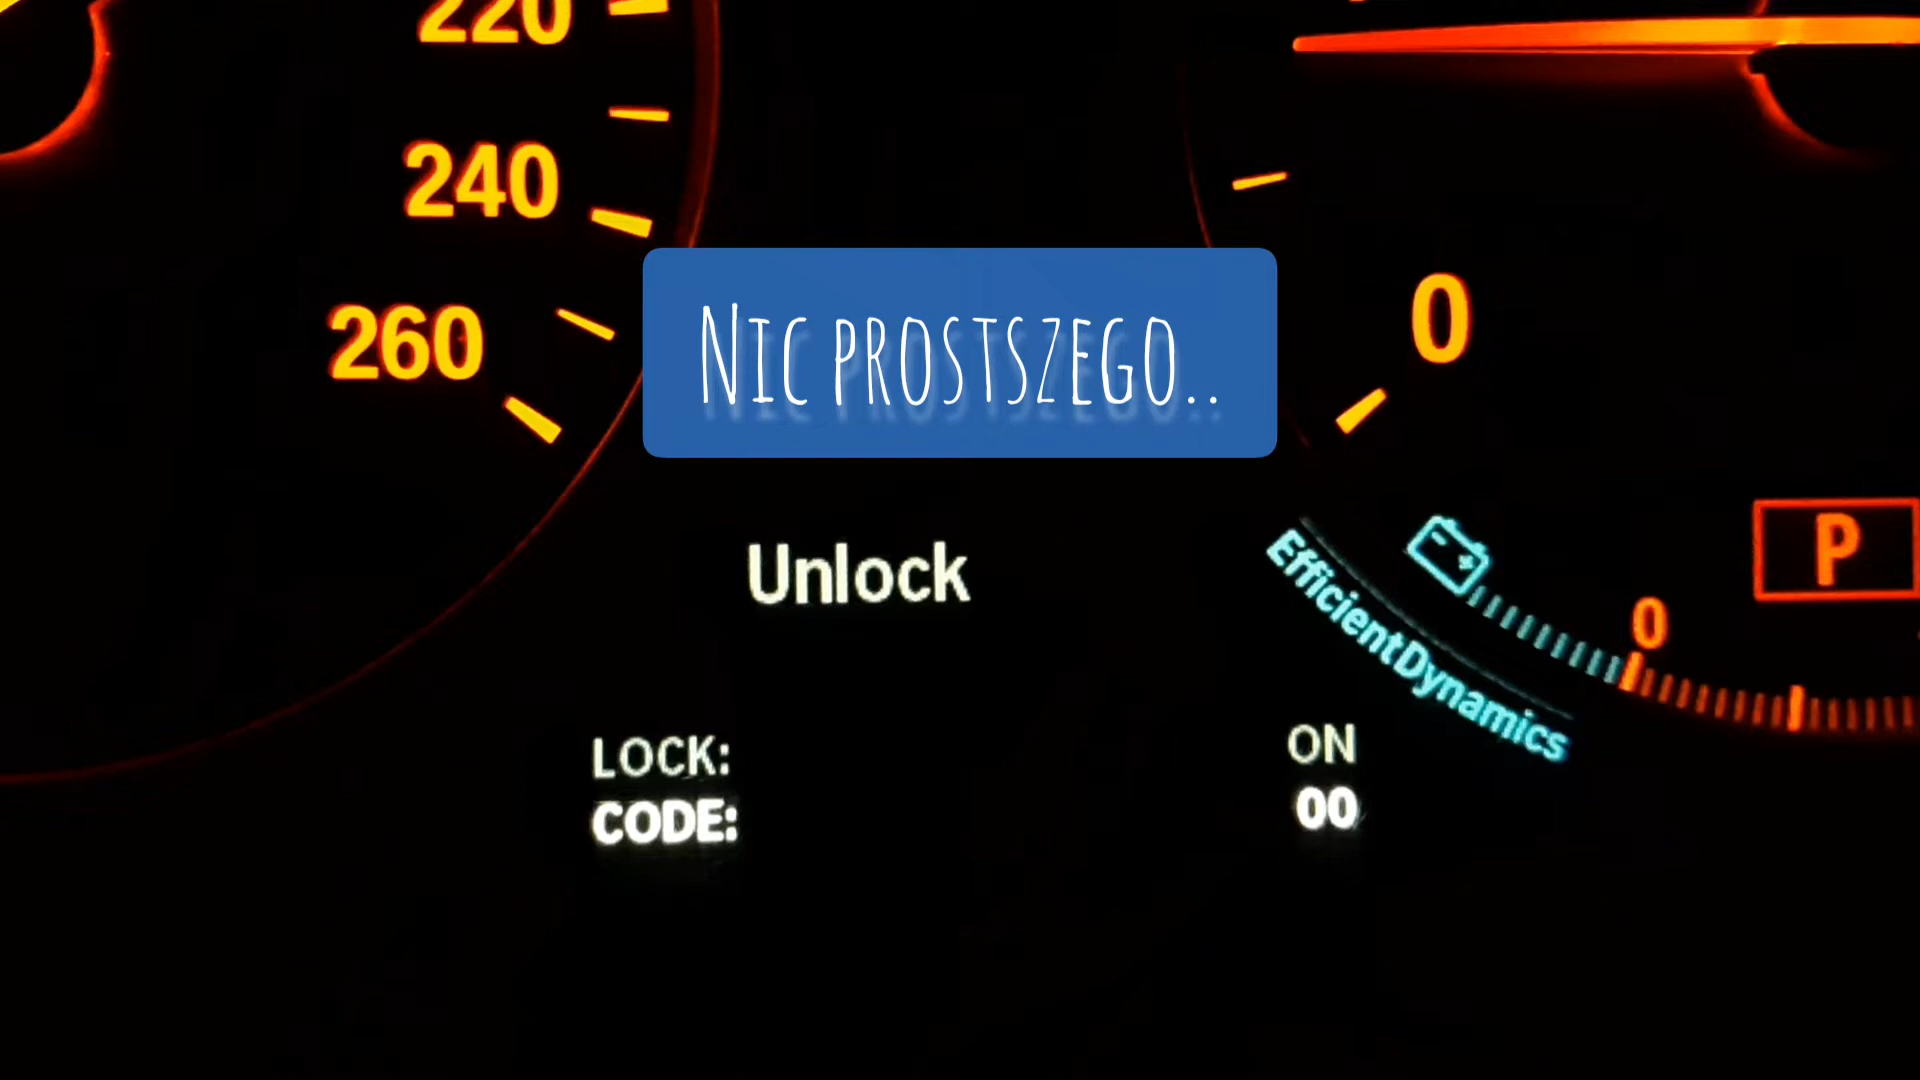 220
240
260
NIC PROSTSZEGO..
0
Unlock
P
0
EfficientDynamics
LOCK: ON
CODE: 00